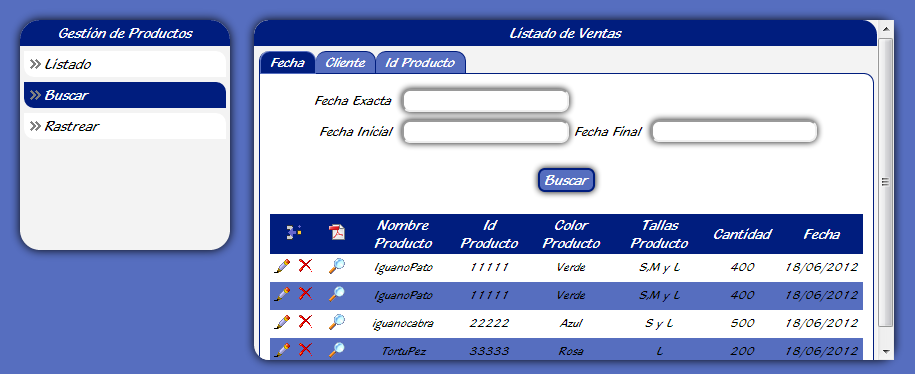 Gestión de Productos
Listado
Buscar
Rastrear
Listado de Ventas
Fecha Cliente Id Producto
Fecha Exacta
Fecha Inicial Fecha Final
Buscar
Nombre Producto Id Producto Color Producto Tallas Producto Cantidad Fecha
IguanoPato 11111 Verde S,M y L 400 18/06/2012
IguanoPato 11111 Verde S,M y L 400 18/06/2012
iguanocabra 22222 Azul S y L 500 18/06/2012
TortuPez 33333 Rosa L 200 18/06/2012